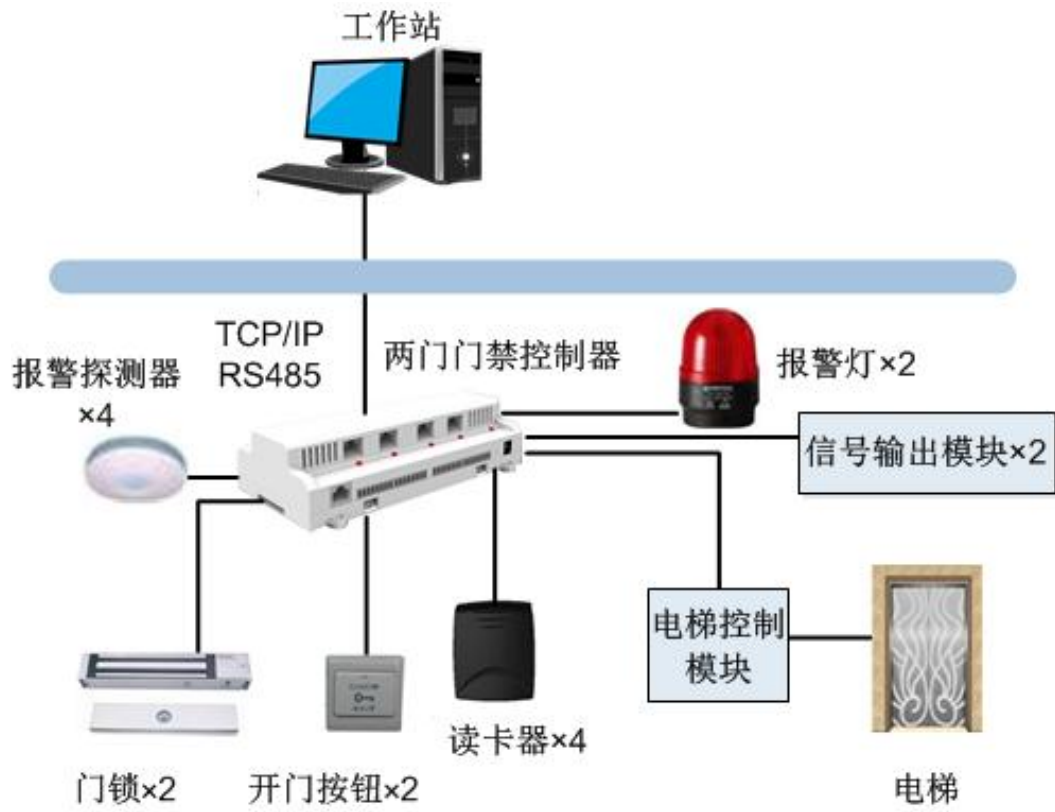 工作站
TCP/IP
RS485
两门门禁控制器
报警探测器
×4
报警灯×2
信号输出模块×2
电梯控制
模块
读卡器×4
门锁×2
开门按钮×2
电梯